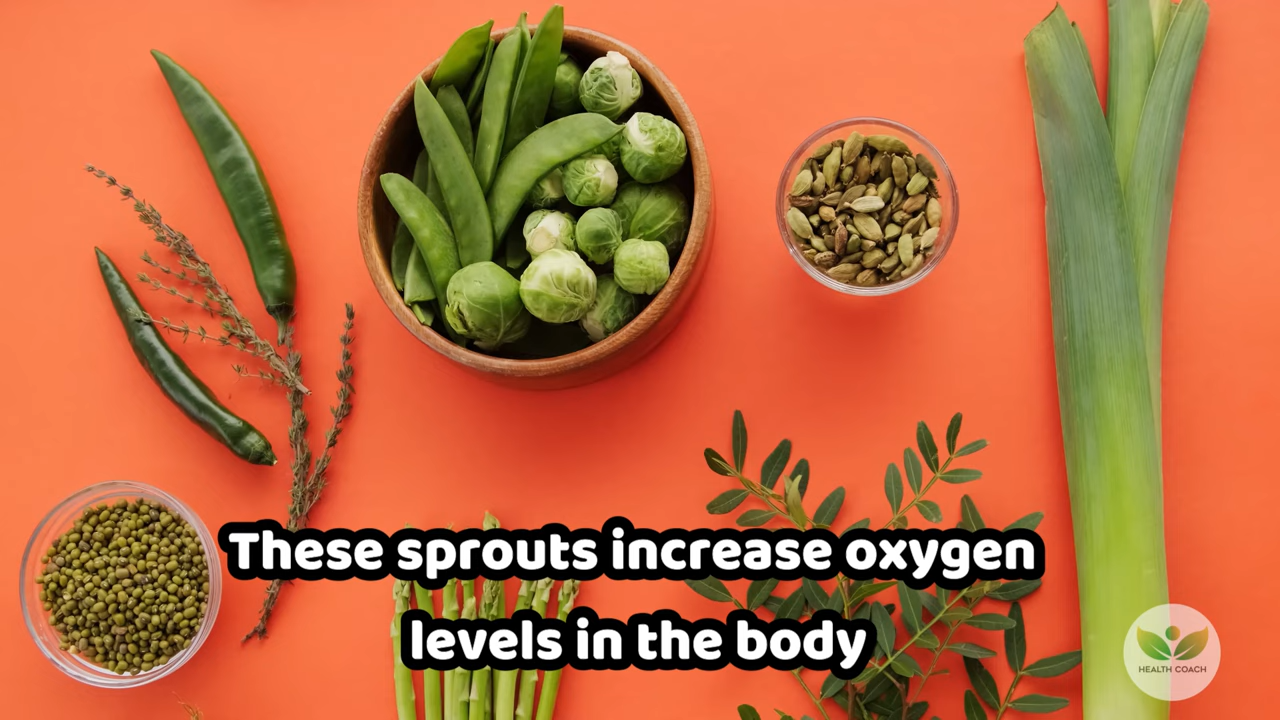 These sprouts increase oxygen
levels in the body
HEALTH COACH